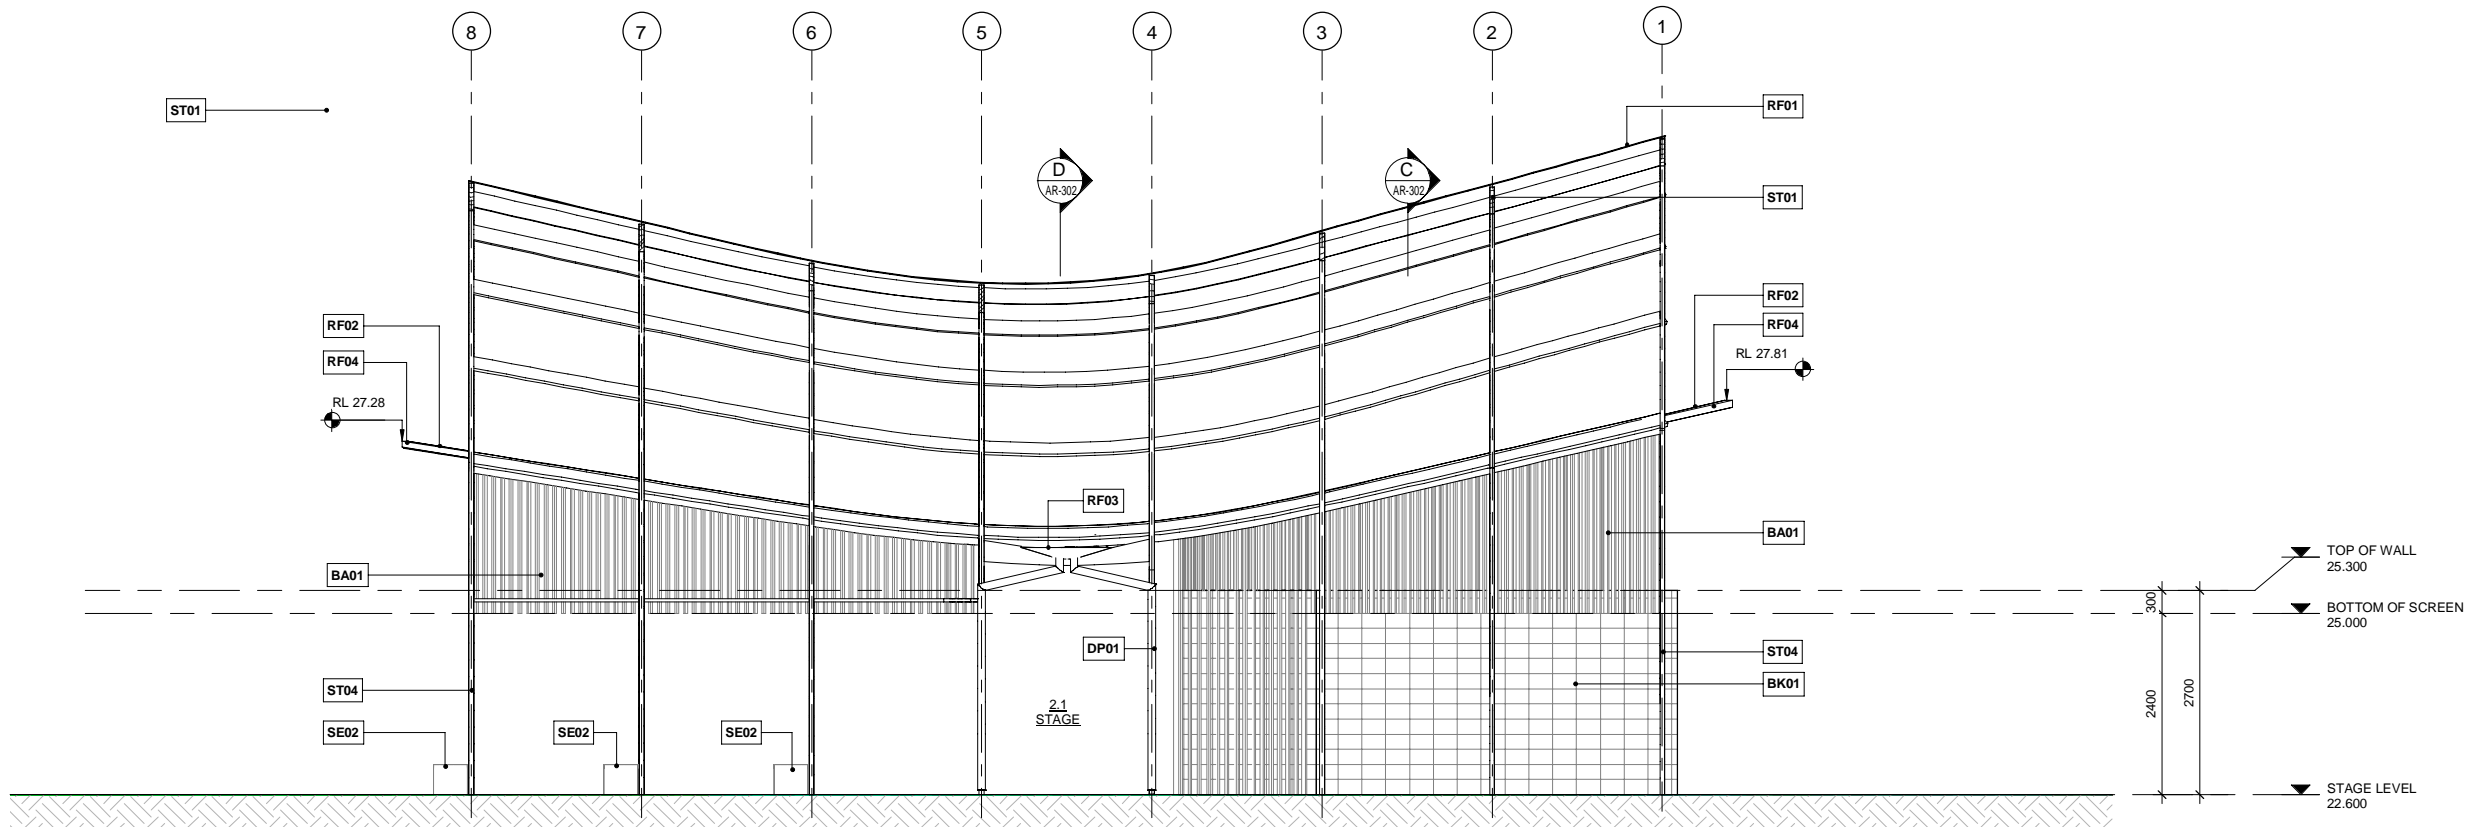 8
7
6
5
4
3
2
1
ST01
RF01
D
AR-302
C
AR-302
ST01
RF02
RF02
RF04
RF04
RL 27.81
RL 27.28
RF03
BA01
BA01
TOP OF WALL
25.300
300
BOTTOM OF SCREEN
25.000
DP01
ST04
ST04
BK01
2400
2700
2.1
STAGE
SE02
SE02
SE02
STAGE LEVEL
22.600